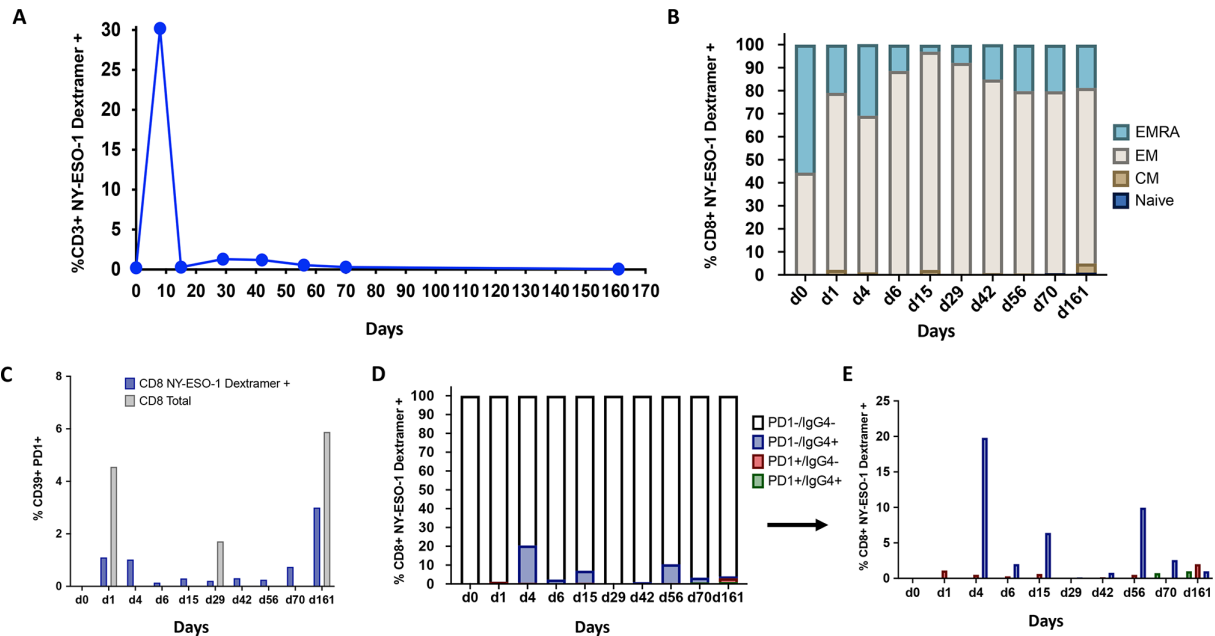 A
%CD3+ NY-ESO-1 Dextramer +
30
25
20
15
10
5
0
0 10 20 30 40 50 60 70 80 90 100 110 120 130 140 150 160 170
Days
B
% CD8+ NY-ESO-1 Dextramer +
100
90
80
70
60
50
40
30
20
10
0
d0 d1 d4 d6 d15 d29 d42 d56 d70 d161
Days
EMRA
EM
CM
Naive
C
% CD39+ PD1+
8
6
4
2
0
d0 d1 d4 d6 d15 d29 d42 d56 d70 d161
Days
CD8 NY-ESO-1 Dextramer +
CD8 Total
D
% CD8+ NY-ESO-1 Dextramer +
100
90
80
70
60
50
40
30
20
10
0
d0 d1 d4 d6 d15 d29 d42 d56 d70 d161
Days
PD1-/IgG4-
PD1-/IgG4+
PD1+/IgG4-
PD1+/IgG4+
E
% CD8+ NY-ESO-1 Dextramer +
25
20
15
10
5
0
d0 d1 d4 d6 d15 d29 d42 d56 d70 d161
Days